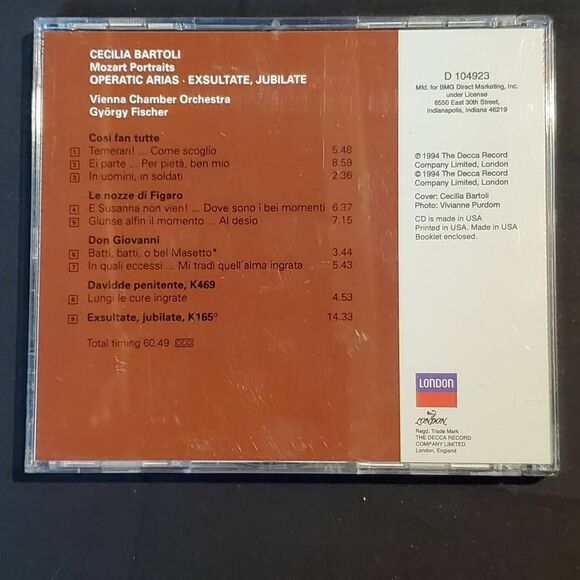 CECILIA BARTOLI
Mozart Portraits
OPERATIC ARIAS · EXSULTATE, JUBILATE
Vienna Chamber Orchestra
György Fischer
Così fan tutte
1 Temerari! ... Come scoglio 5.48
2 Ei parte ... Per pietà, ben mio 8.59
3 In uomini, in soldati 2.36
Le nozze di Figaro
4 E Susanna non vien! ... Dove sono i bei momenti 6.37
5 Giunse alfin il momento ... Al desio 7.15
Don Giovanni
6 Batti, batti, o bel Masetto* 3.44
7 In quali eccessi ... Mi tradì quell'alma ingrata 5.43
Davidde penitente, K469
8 Lungi le cure ingrate 4.53
9 Exsultate, jubilate, K165° 14.33
Total timing 60.49 DDD
D 104923
Mfd. for BMG Direct Marketing, Inc.
under License
6550 East 30th Street,
Indianapolis, Indiana 46219
℗ 1994 The Decca Record
Company Limited, London
© 1994 The Decca Record
Company Limited, London
Cover: Cecilia Bartoli
Photo: Vivianne Purdom
CD is made in USA
Printed in USA. Made in USA
Booklet enclosed.
LONDON
LONDON
Regd. Trade Mark
THE DECCA RECORD
COMPANY LIMITED
London, England